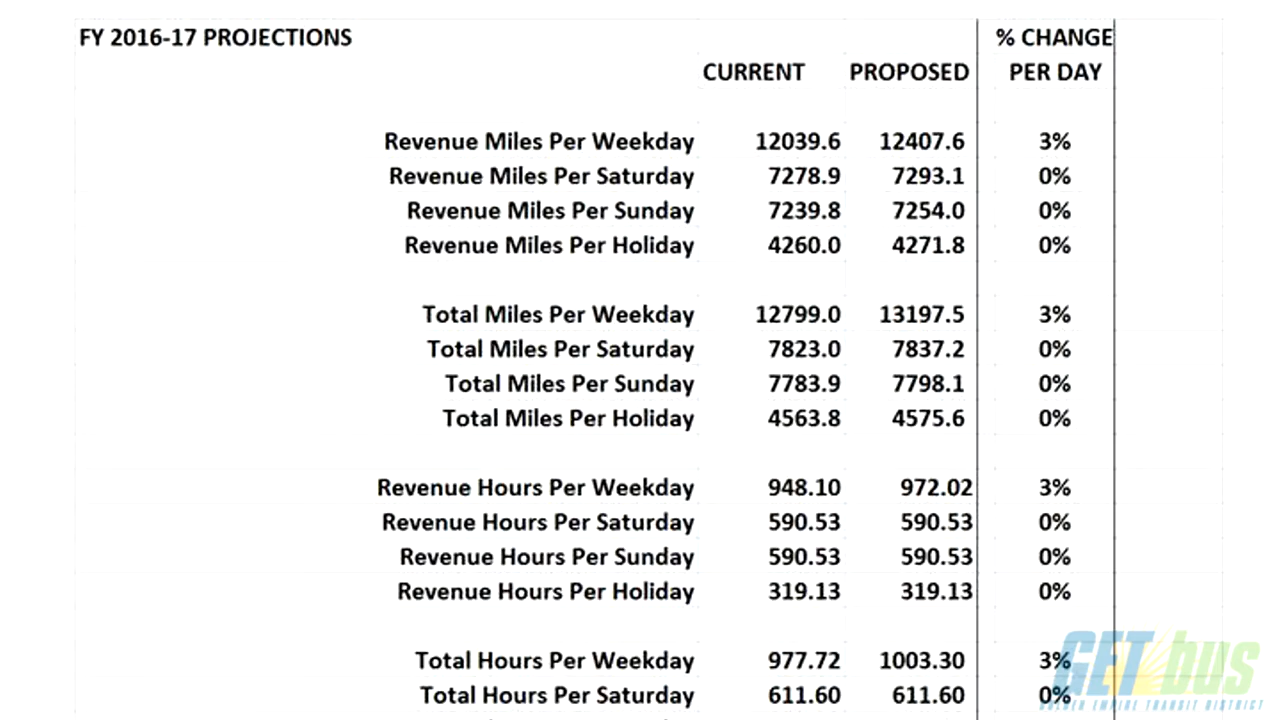 FY 2016-17 PROJECTIONS % CHANGE
CURRENT PROPOSED PER DAY
Revenue Miles Per Weekday 12039.6 12407.6 3%
Revenue Miles Per Saturday 7278.9 7293.1 0%
Revenue Miles Per Sunday 7239.8 7254.0 0%
Revenue Miles Per Holiday 4260.0 4271.8 0%
Total Miles Per Weekday 12799.0 13197.5 3%
Total Miles Per Saturday 7823.0 7837.2 0%
Total Miles Per Sunday 7783.9 7798.1 0%
Total Miles Per Holiday 4563.8 4575.6 0%
Revenue Hours Per Weekday 948.10 972.02 3%
Revenue Hours Per Saturday 590.53 590.53 0%
Revenue Hours Per Sunday 590.53 590.53 0%
Revenue Hours Per Holiday 319.13 319.13 0%
Total Hours Per Weekday 977.72 1003.30 3%
Total Hours Per Saturday 611.60 611.60 0%
GET bus
GOLDEN EMPIRE TRANSIT DISTRICT